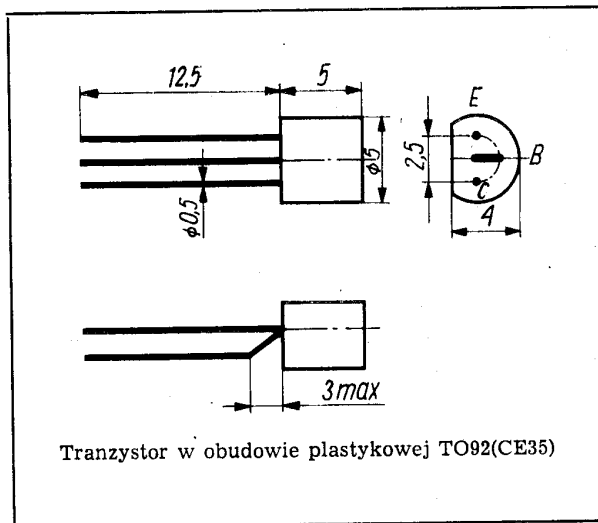 12,5
5
E
B
C
2,5
4
ϕ5
ϕ0,5
3max
Tranzystor w obudowie plastykowej TO92(CE35)